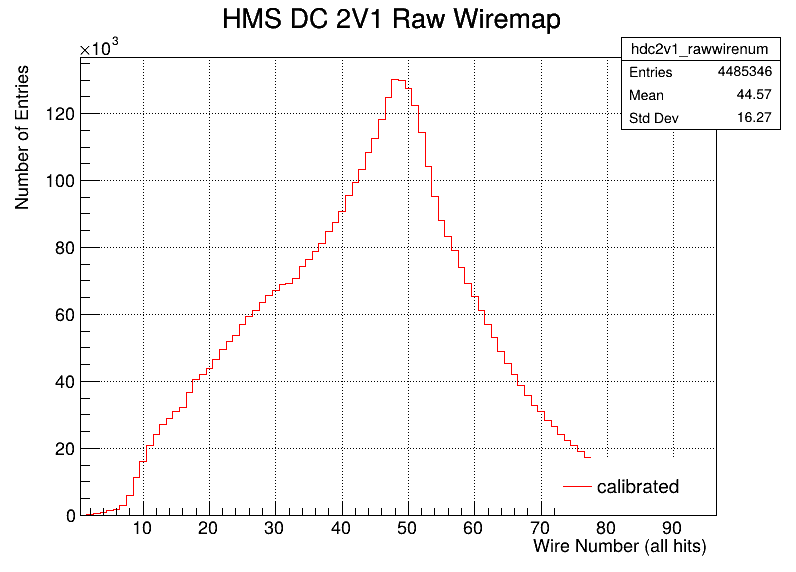 HMS DC 2V1 Raw Wiremap
×10³
hdc2v1_rawwirenum
Entries 4485346
Mean 44.57
Std Dev 16.27
Number of Entries
120
100
80
60
40
20
0
calibrated
10 20 30 40 50 60 70 80 90
Wire Number (all hits)